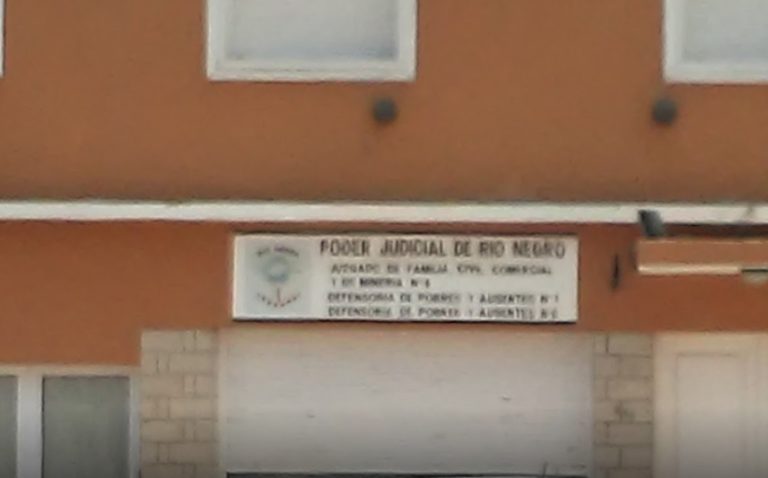 PODER JUDICIAL DE RIO NEGRO
JUZGADO DE FAMILIA, CIVIL, COMERCIAL
Y DE MINERIA N°
DEFENSORIA DE POBRES Y AUSENTES N° 1
DEFENSORIA DE POBRES Y AUSENTES N°